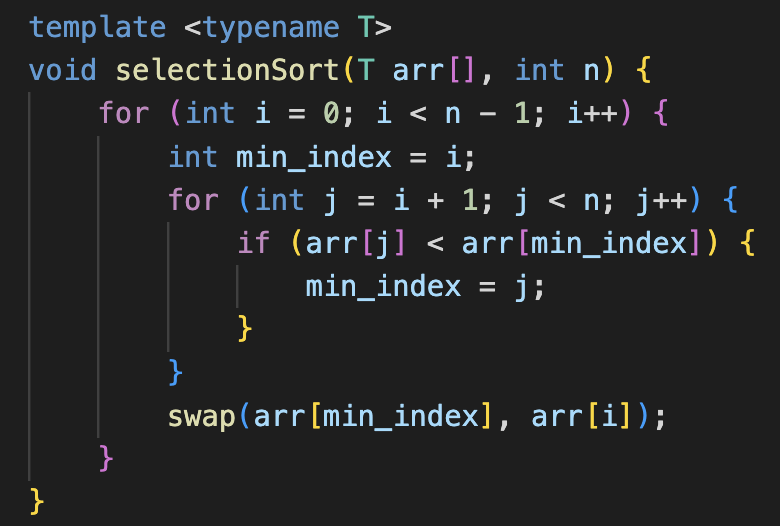 template <typename T>
void selectionSort(T arr[], int n) {
    for (int i = 0; i < n - 1; i++) {
        int min_index = i;
        for (int j = i + 1; j < n; j++) {
            if (arr[j] < arr[min_index]) {
                min_index = j;
            }
        }
        swap(arr[min_index], arr[i]);
    }
}